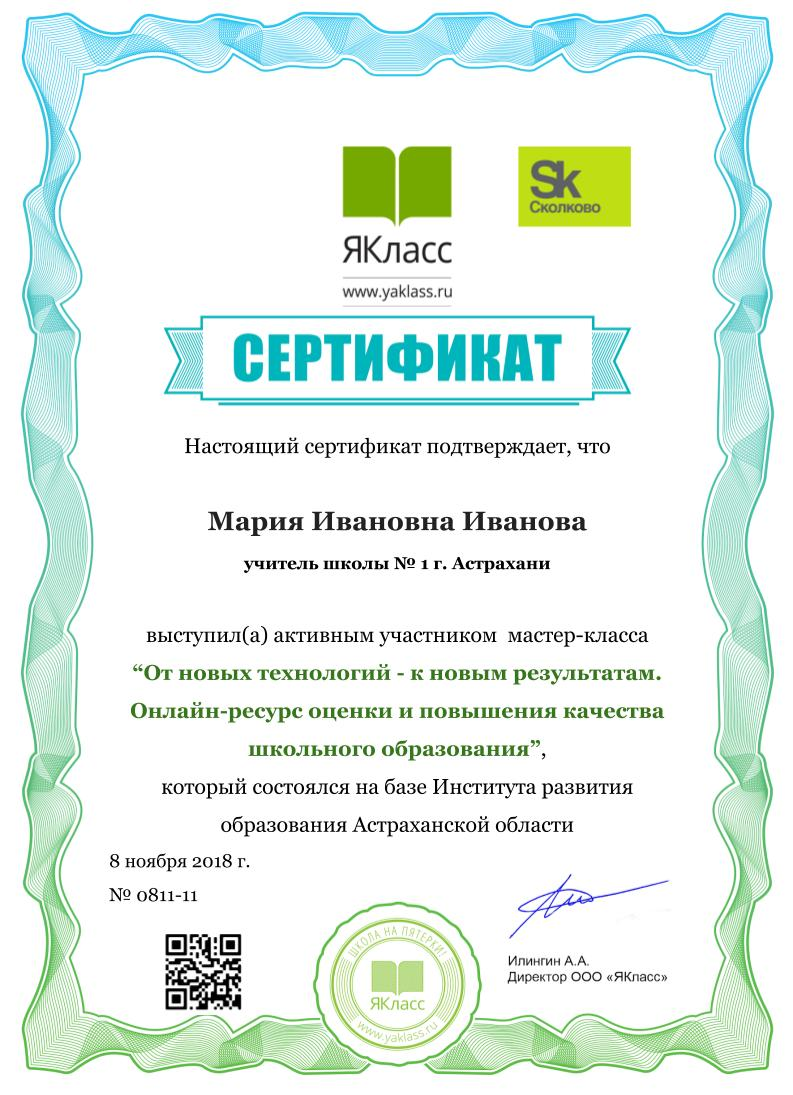 ЯКласс
www.yaklass.ru
Sk
Сколково
СЕРТИФИКАТ
Настоящий сертификат подтверждает, что
Мария Ивановна Иванова
учитель школы № 1 г. Астрахани
выступил(а) активным участником мастер-класса
“От новых технологий - к новым результатам.
Онлайн-ресурс оценки и повышения качества
школьного образования”,
который состоялся на базе Института развития
образования Астраханской области
8 ноября 2018 г.
№ 0811-11
Илингин А.А.
Директор ООО «ЯКласс»
ШКОЛА НА ПЯТЕРКИ!
ЯКласс
www.yaklass.ru